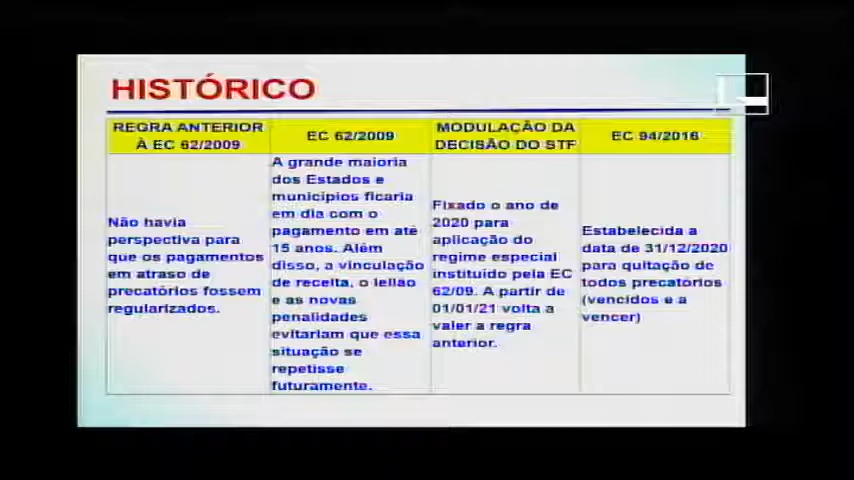 HISTÓRICO
REGRA ANTERIOR
À EC 62/2009
EC 62/2009
MODULAÇÃO DA
DECISÃO DO STF
EC 94/2016
Não havia
perspectiva para
que os pagamentos
em atraso de
precatórios fossem
regularizados.
A grande maioria
dos Estados e
municípios ficaria
em dia com o
pagamento em até
15 anos. Além
disso, a vinculação
de receita, o leilão
e as novas
penalidades
evitariam que essa
situação se
repetisse
futuramente.
Fixado o ano de
2020 para
aplicação do
regime especial
instituído pela EC
62/09. A partir de
01/01/21 volta a
valer a regra
anterior.
Estabelecida a
data de 31/12/2020
para quitação de
todos precatórios
(vencidos e a
vencer)